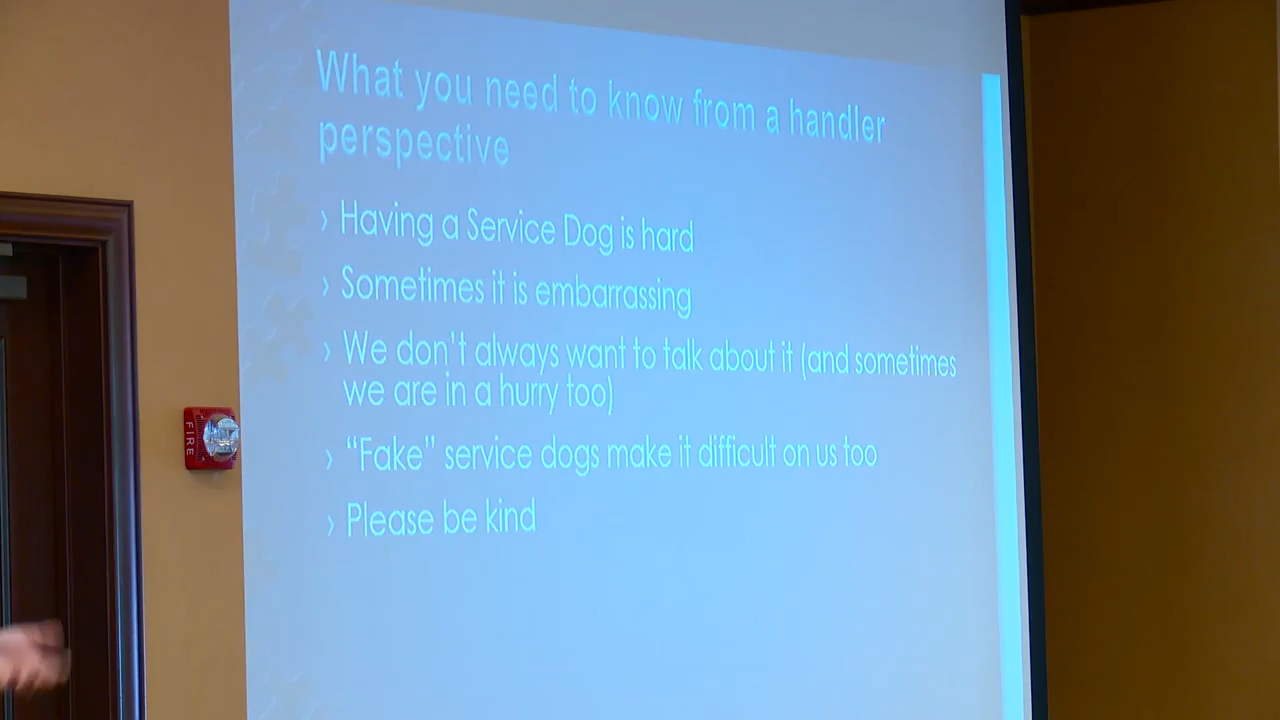 What you need to know from a handler
perspective
› Having a Service Dog is hard
› Sometimes it is embarrassing
› We don't always want to talk about it (and sometimes
we are in a hurry too)
› "Fake" service dogs make it difficult on us too
› Please be kind
FIRE